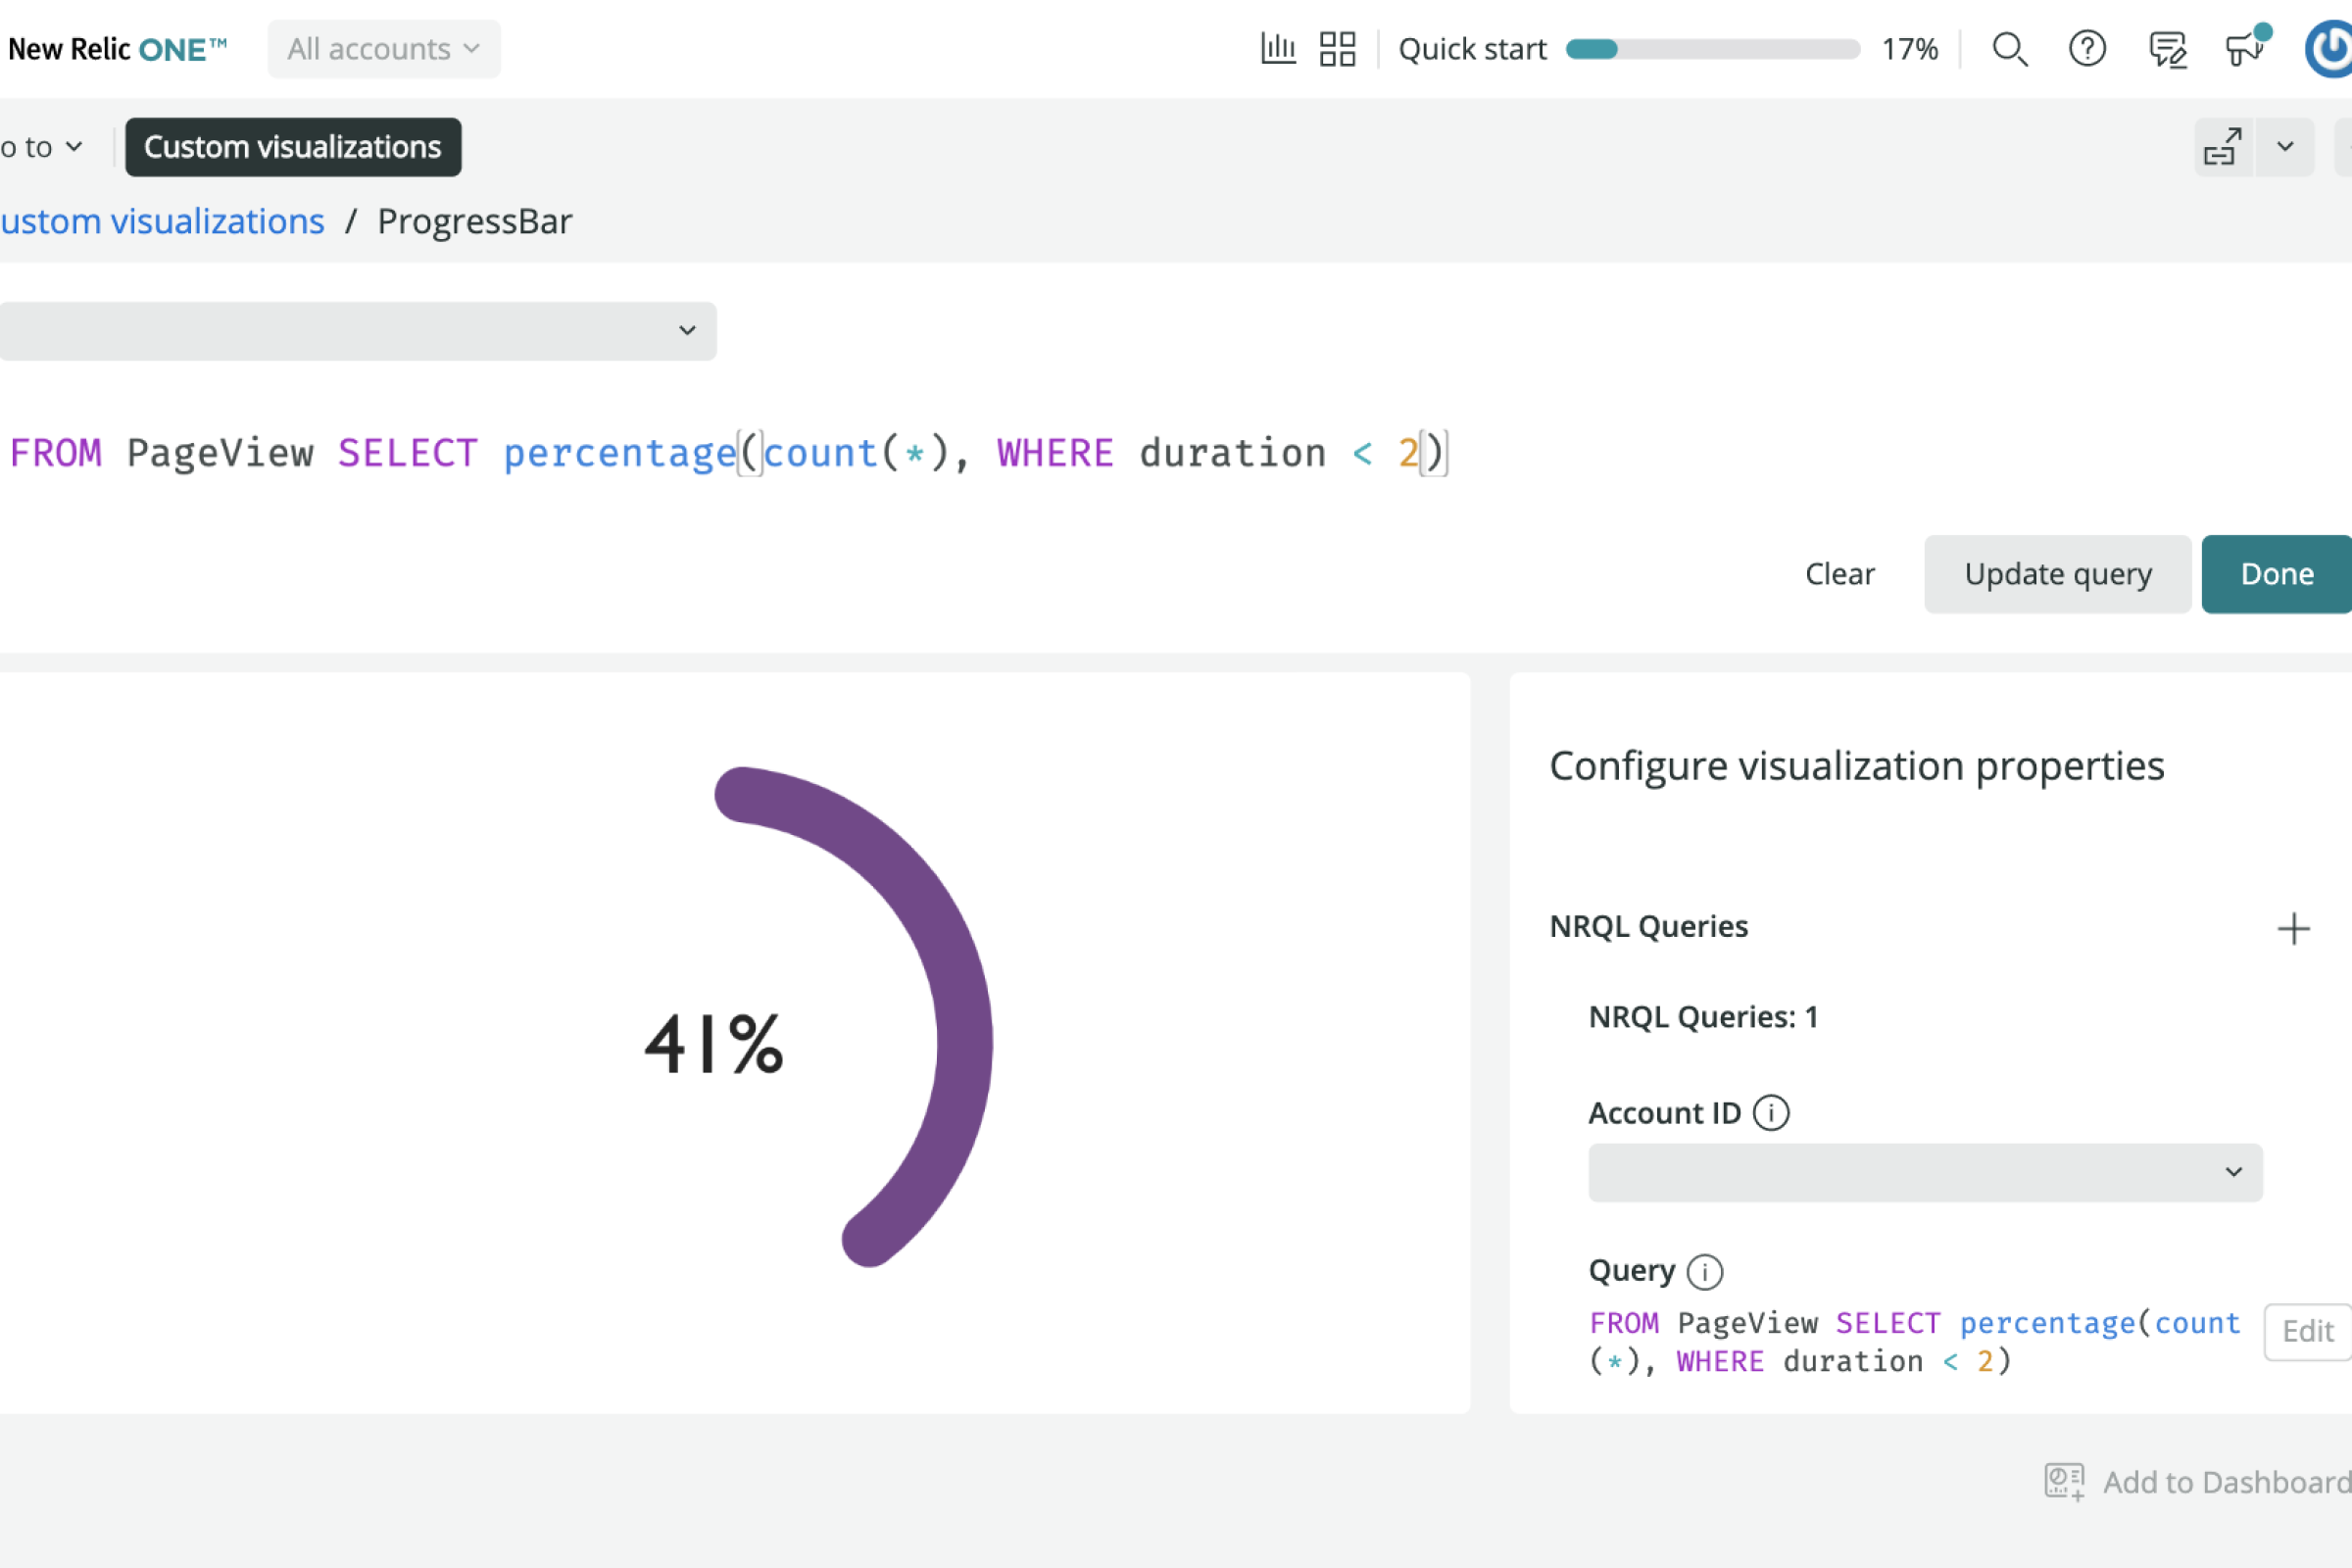 New Relic ONE™ All accounts Quick start 17%
o to Custom visualizations
ustom visualizations / ProgressBar
FROM PageView SELECT percentage(count(*), WHERE duration < 2)
Clear Update query Done
41%
Configure visualization properties
NRQL Queries
NRQL Queries: 1
Account ID
Query
FROM PageView SELECT percentage(count
(*), WHERE duration < 2)
Edit
Add to Dashboard